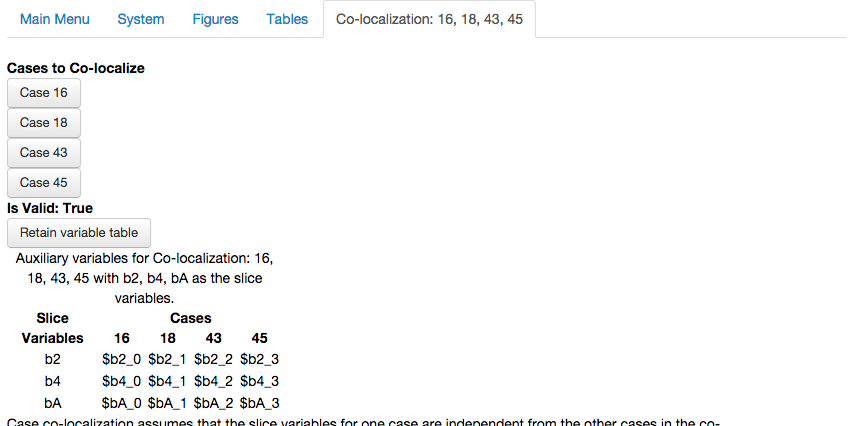 Main Menu System Figures Tables Co-localization: 16, 18, 43, 45
Cases to Co-localize
Case 16
Case 18
Case 43
Case 45
Is Valid: True
Retain variable table
Auxiliary variables for Co-localization: 16,
18, 43, 45 with b2, b4, bA as the slice
variables.
Slice Cases
Variables 16 18 43 45
b2 $b2_0 $b2_1 $b2_2 $b2_3
b4 $b4_0 $b4_1 $b4_2 $b4_3
bA $bA_0 $bA_1 $bA_2 $bA_3
Case co-localization assumes that the slice variables for one case are independent from the other cases in the co-